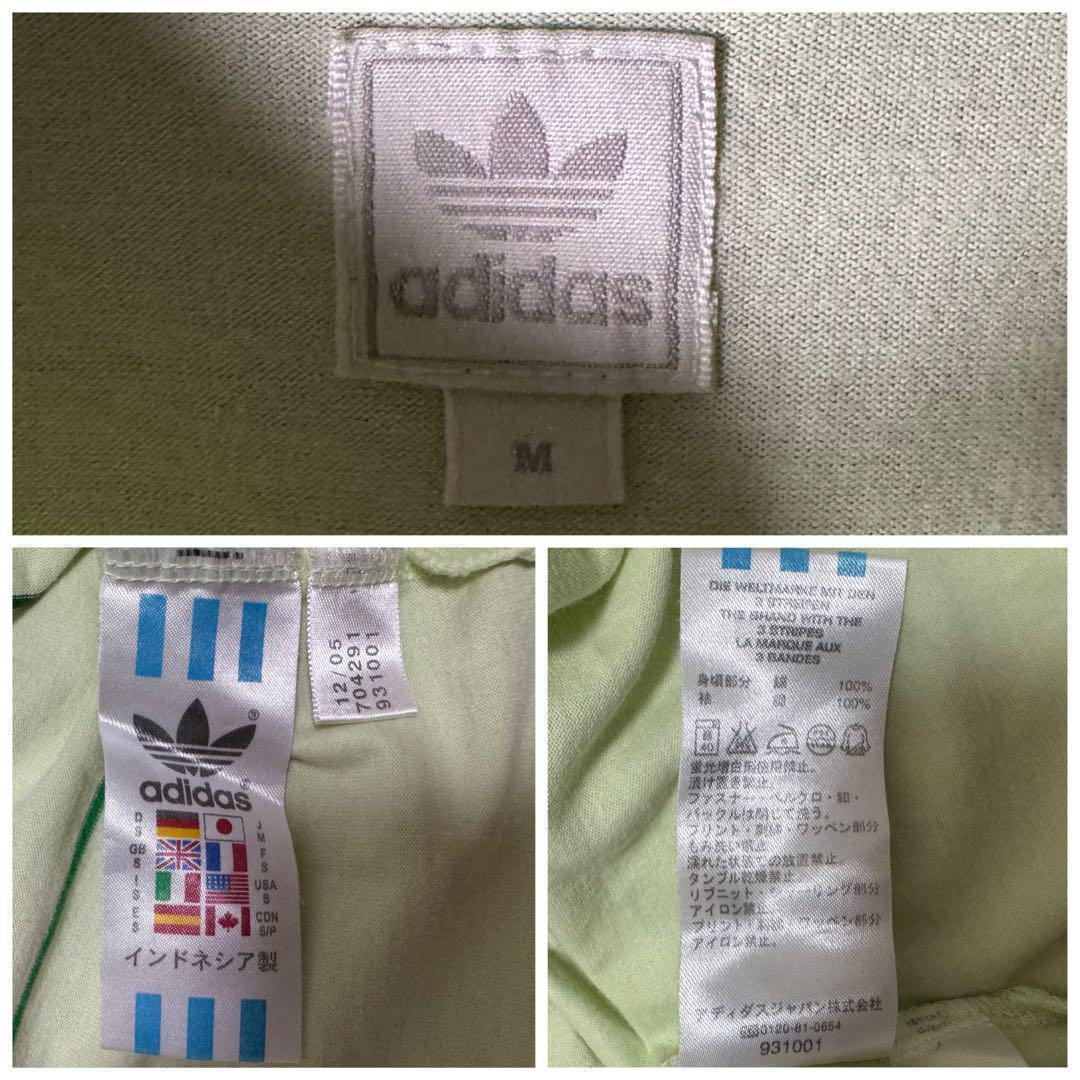 adidas
M
12/05
704291
931001
adidas
D
S
J
M
GB
S
F
S
I
S
USA
S
E
S
CDN
S/P
インドネシア製
DIE WELTMARKE MIT DEN
3 STREIFEN
THE BRAND WITH THE
3 STRIPES
LA MARQUE AUX
3 BANDES
身頃部分 綿 100%
袖 綿 100%
40
蛍光増白剤使用禁止。
漬け置き禁止。
ファスナー・ベルクロ・釦・
バックルは閉じて洗う。
プリント・刺繍・ワッペン部分
もみ洗い禁止。
濡れた状態での放置禁止。
タンブル乾燥禁止。
アイロン禁止。
アイロン禁止。
アディダスジャパン株式会社
0120-81-0654
931001